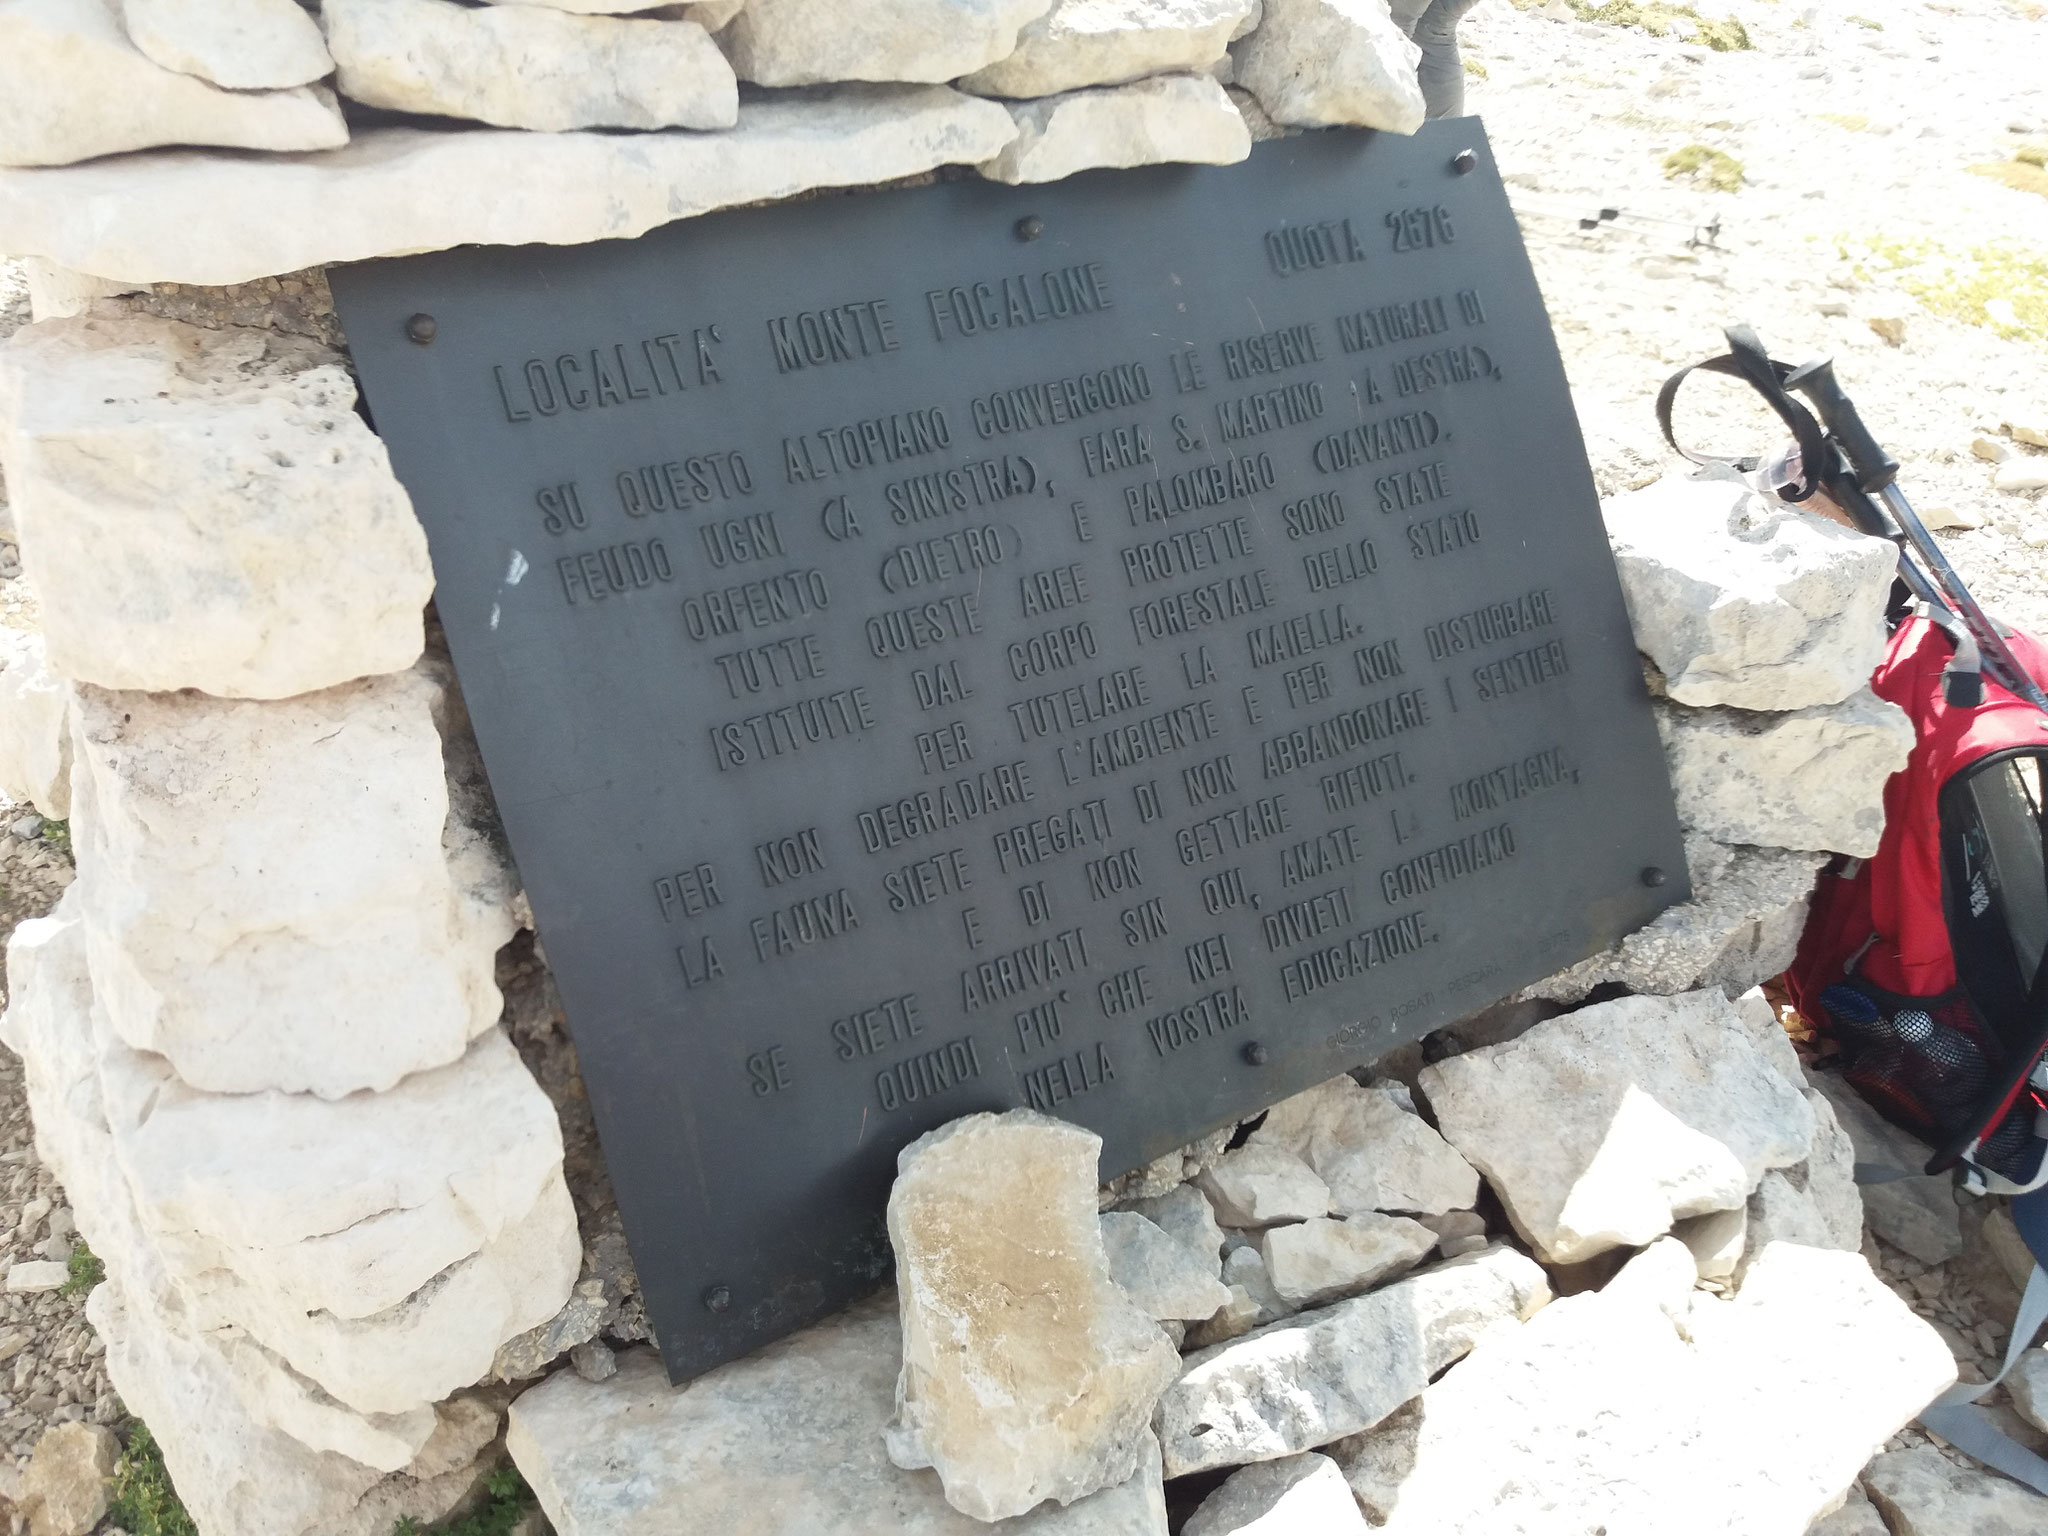 LOCALITA' MONTE FOCALONE QUOTA 2676
SU QUESTO ALTOPIANO CONVERGONO LE RISERVE NATURALI DI
FEUDO UGNI (A SINISTRA), FARA S. MARTINO (A DESTRA),
ORFENTO (DIETRO) E PALOMBARO (DAVANTI).
TUTTE QUESTE AREE PROTETTE SONO STATE
ISTITUITE DAL CORPO FORESTALE DELLO STATO
PER TUTELARE LA MAIELLA.
PER NON DEGRADARE L'AMBIENTE E PER NON DISTURBARE
LA FAUNA SIETE PREGATI DI NON ABBANDONARE I SENTIERI
E DI NON GETTARE RIFIUTI.
SE SIETE ARRIVATI SIN QUI, AMATE LA MONTAGNA,
QUINDI PIU' CHE NEI DIVIETI CONFIDIAMO
NELLA VOSTRA EDUCAZIONE.
GIORGIO ROSATI - PESCARA